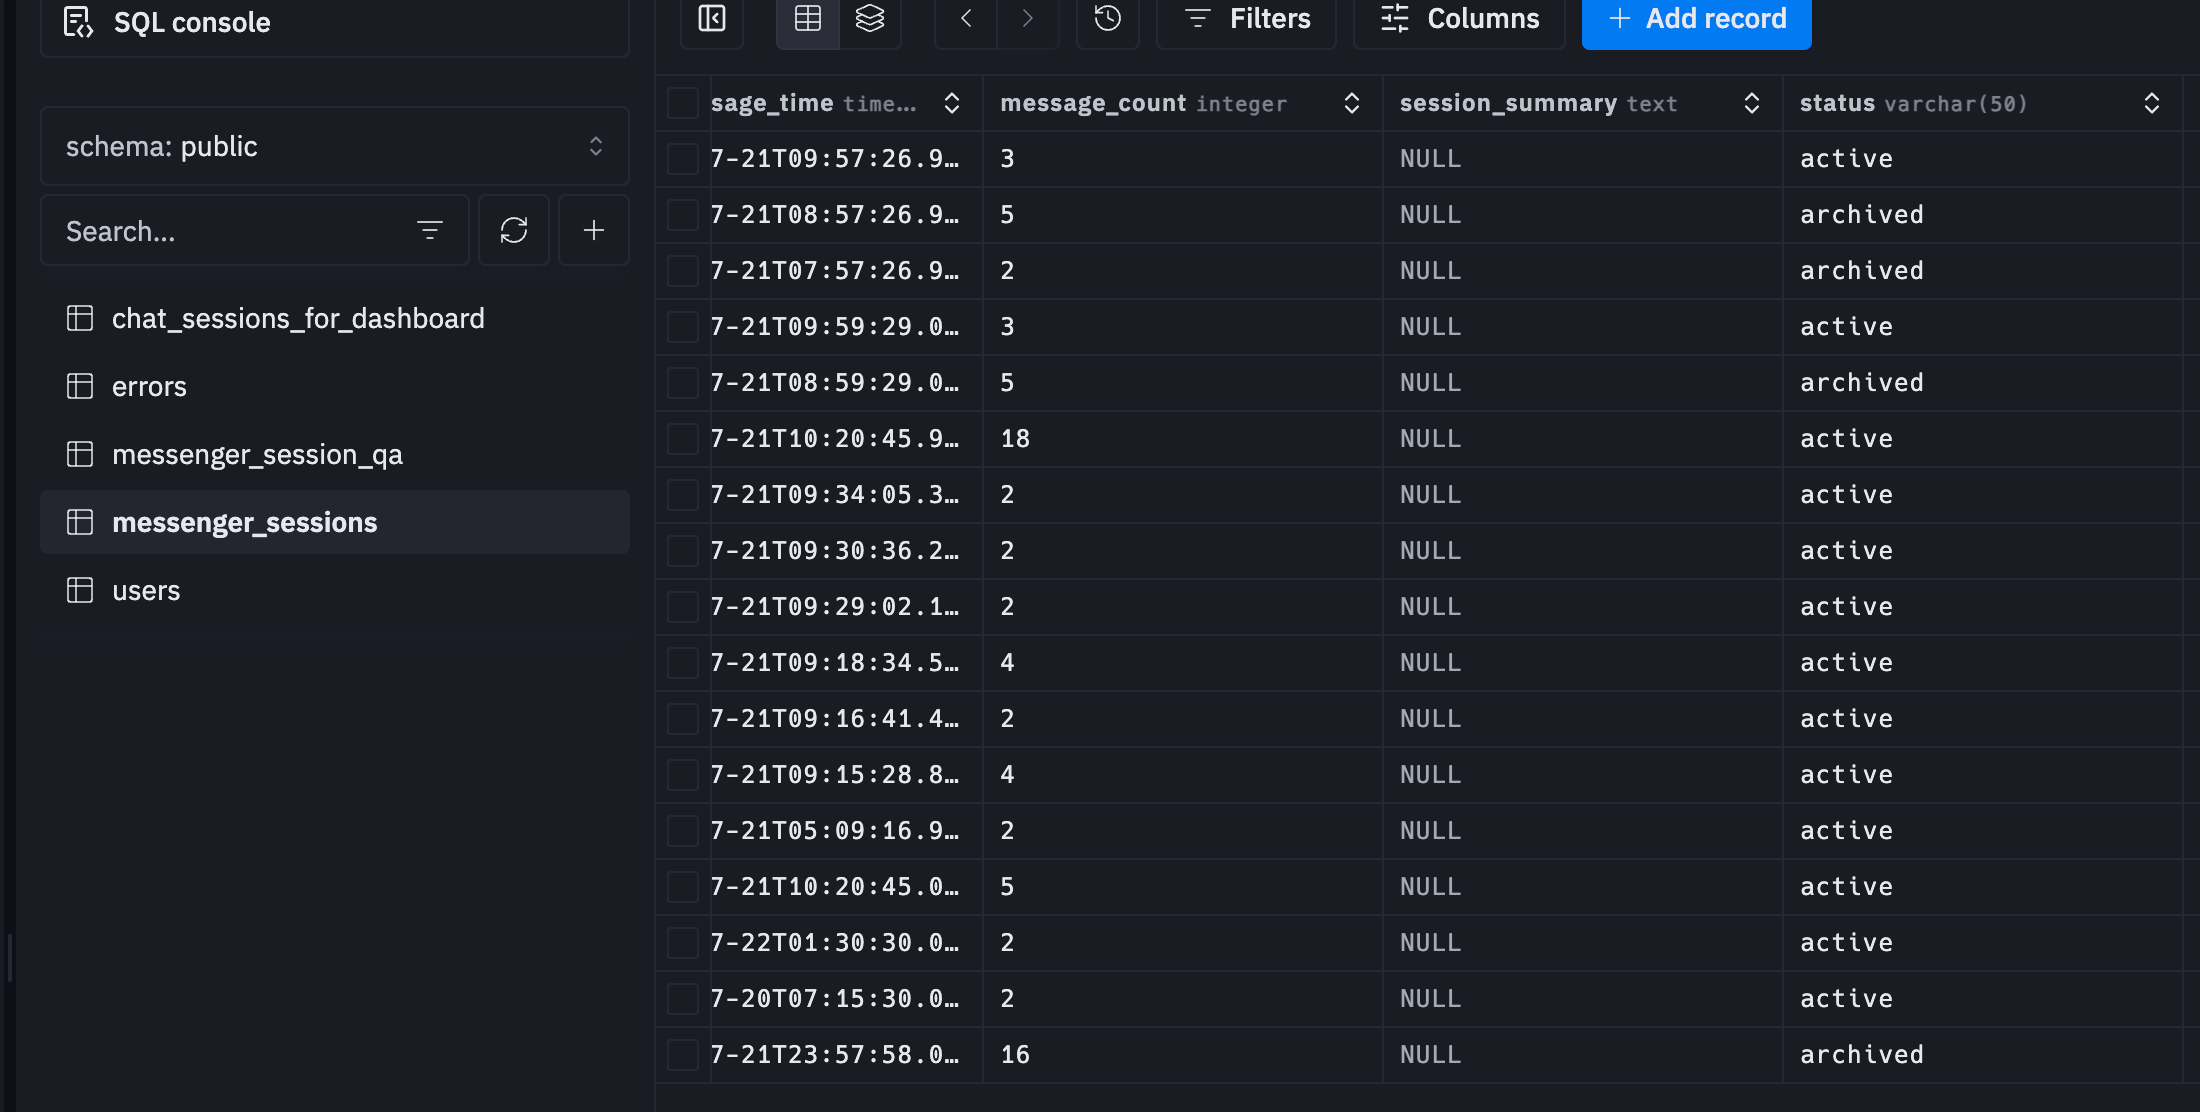 SQL console
schema: public
Search...
chat_sessions_for_dashboard
errors
messenger_session_qa
messenger_sessions
users
Filters
Columns
Add record
sage_time time… message_count integer session_summary text status varchar(50)
7-21T09:57:26.9… 3 NULL active
7-21T08:57:26.9… 5 NULL archived
7-21T07:57:26.9… 2 NULL archived
7-21T09:59:29.0… 3 NULL active
7-21T08:59:29.0… 5 NULL archived
7-21T10:20:45.9… 18 NULL active
7-21T09:34:05.3… 2 NULL active
7-21T09:30:36.2… 2 NULL active
7-21T09:29:02.1… 2 NULL active
7-21T09:18:34.5… 4 NULL active
7-21T09:16:41.4… 2 NULL active
7-21T09:15:28.8… 4 NULL active
7-21T05:09:16.9… 2 NULL active
7-21T10:20:45.0… 5 NULL active
7-22T01:30:30.0… 2 NULL active
7-20T07:15:30.0… 2 NULL active
7-21T23:57:58.0… 16 NULL archived